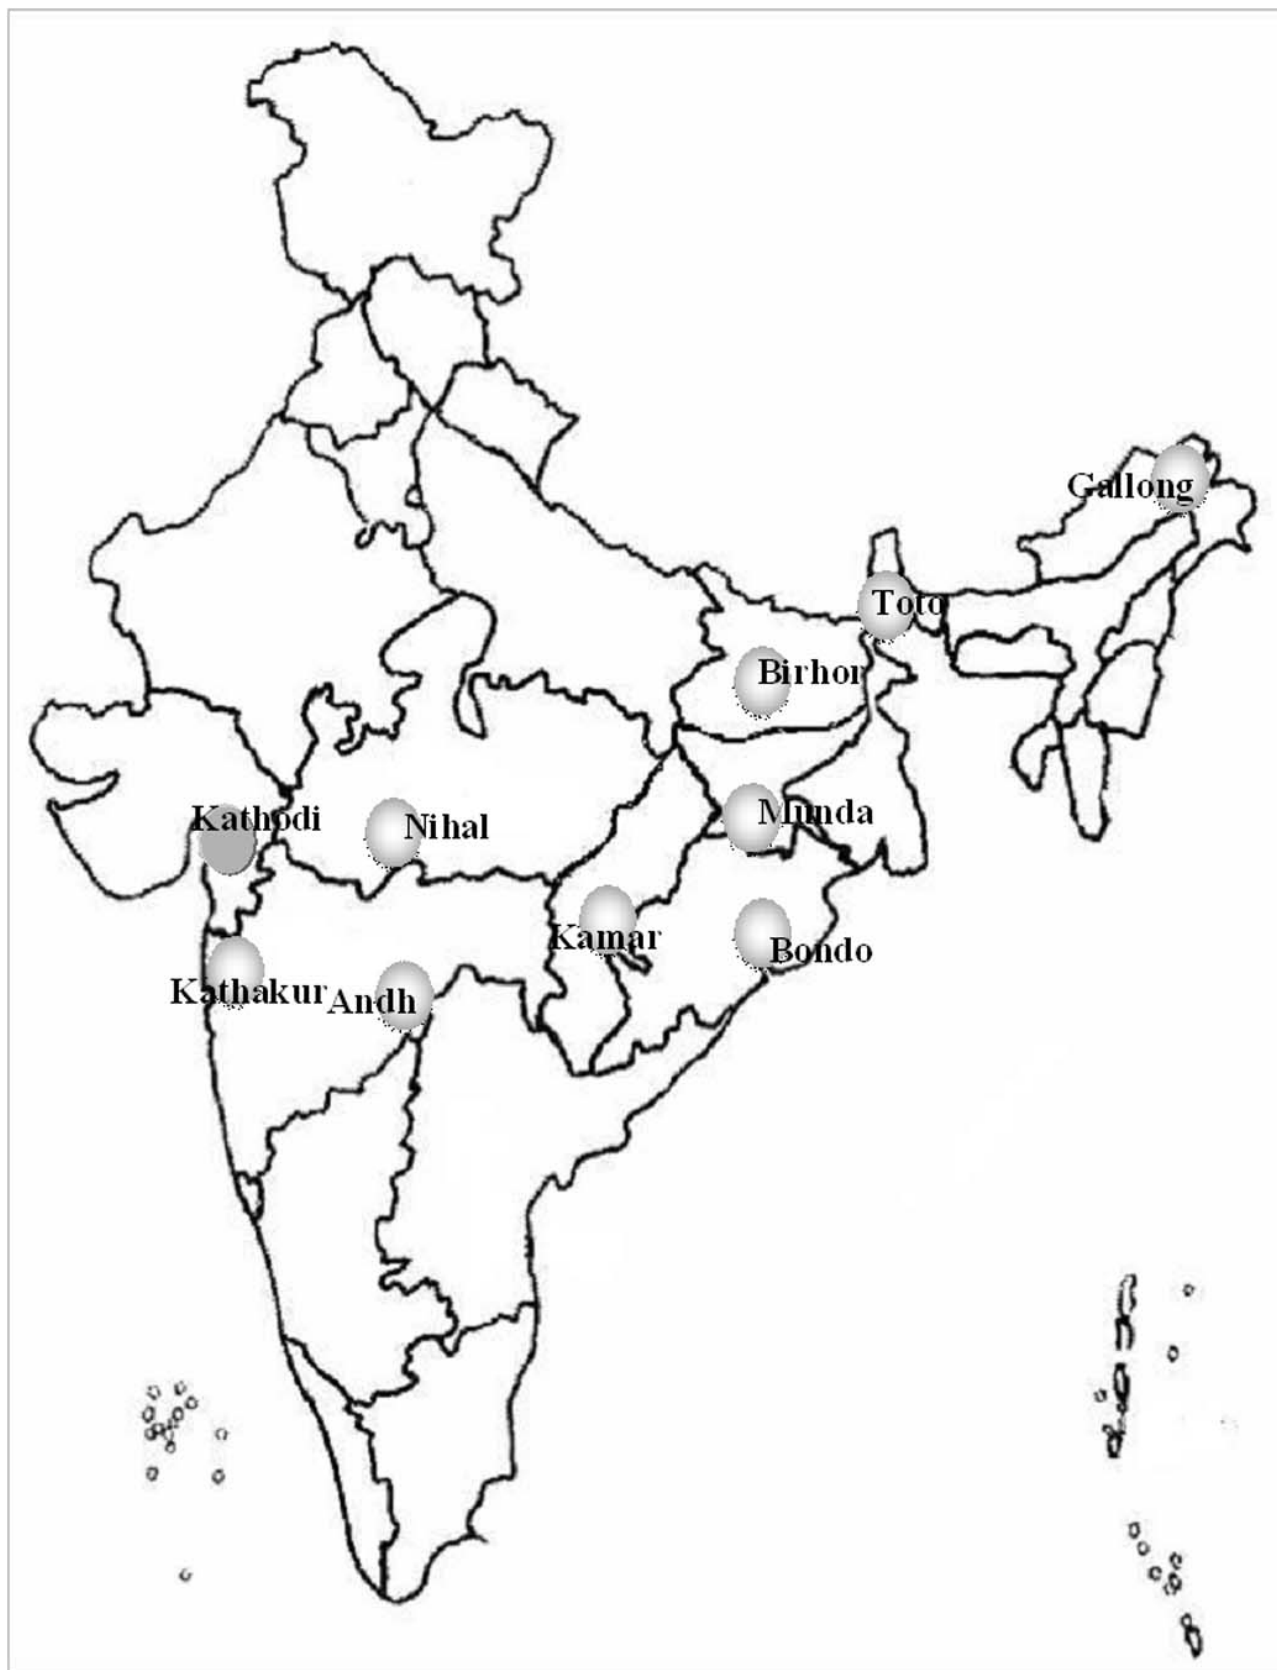 Gallong
Toto
Birhor
Munda
Kathodi
Nihal
Kamar
Bondo
Kathakur
Andh